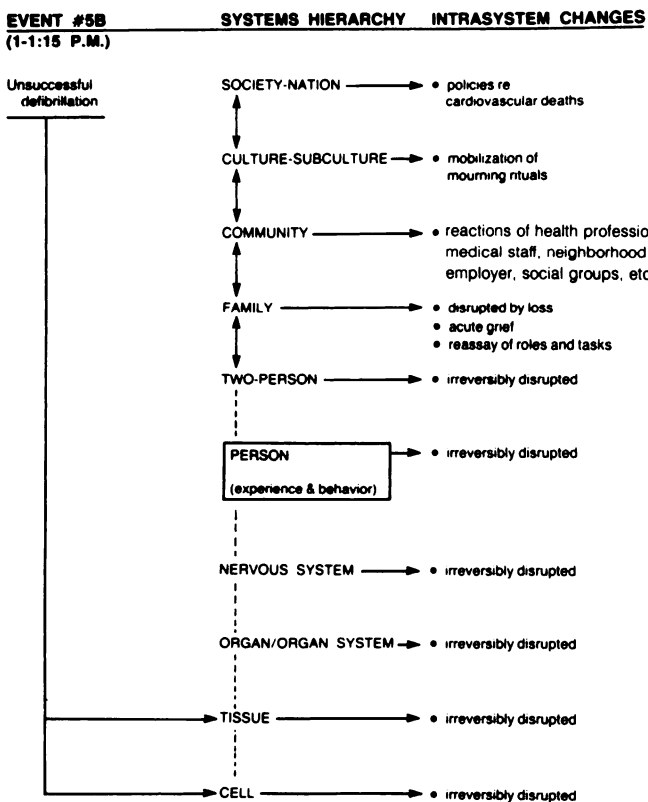 EVENT #5B SYSTEMS HIERARCHY INTRASYSTEM CHANGES
(1-1:15 P.M.)
Unsuccessful
defibrillation
SOCIETY-NATION • policies re
cardiovascular deaths
CULTURE-SUBCULTURE • mobilization of
mourning rituals
COMMUNITY • reactions of health
medical staff, neighborhood
employer, social groups,
FAMILY • disrupted by loss
• acute grief
• reassay of roles and tasks
TWO-PERSON • irreversibly disrupted
PERSON • irreversibly disrupted
(experience & behavior)
NERVOUS SYSTEM • irreversibly disrupted
ORGAN/ORGAN SYSTEM • irreversibly disrupted
TISSUE • irreversibly disrupted
CELL • irreversibly disrupted